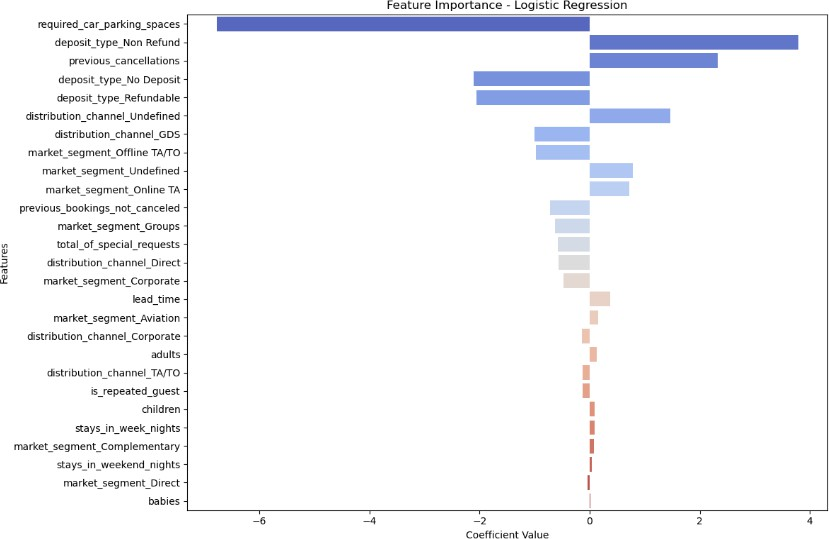 Feature Importance - Logistic Regression
required_car_parking_spaces
deposit_type_Non Refund
previous_cancellations
deposit_type_No Deposit
deposit_type_Refundable
distribution_channel_Undefined
distribution_channel_GDS
market_segment_Offline TA/TO
market_segment_Undefined
market_segment_Online TA
previous_bookings_not_canceled
market_segment_Groups
total_of_special_requests
distribution_channel_Direct
market_segment_Corporate
lead_time
market_segment_Aviation
distribution_channel_Corporate
adults
distribution_channel_TA/TO
is_repeated_guest
children
stays_in_week_nights
market_segment_Complementary
stays_in_weekend_nights
market_segment_Direct
babies
Features
−6 −4 −2 0 2 4
Coefficient Value